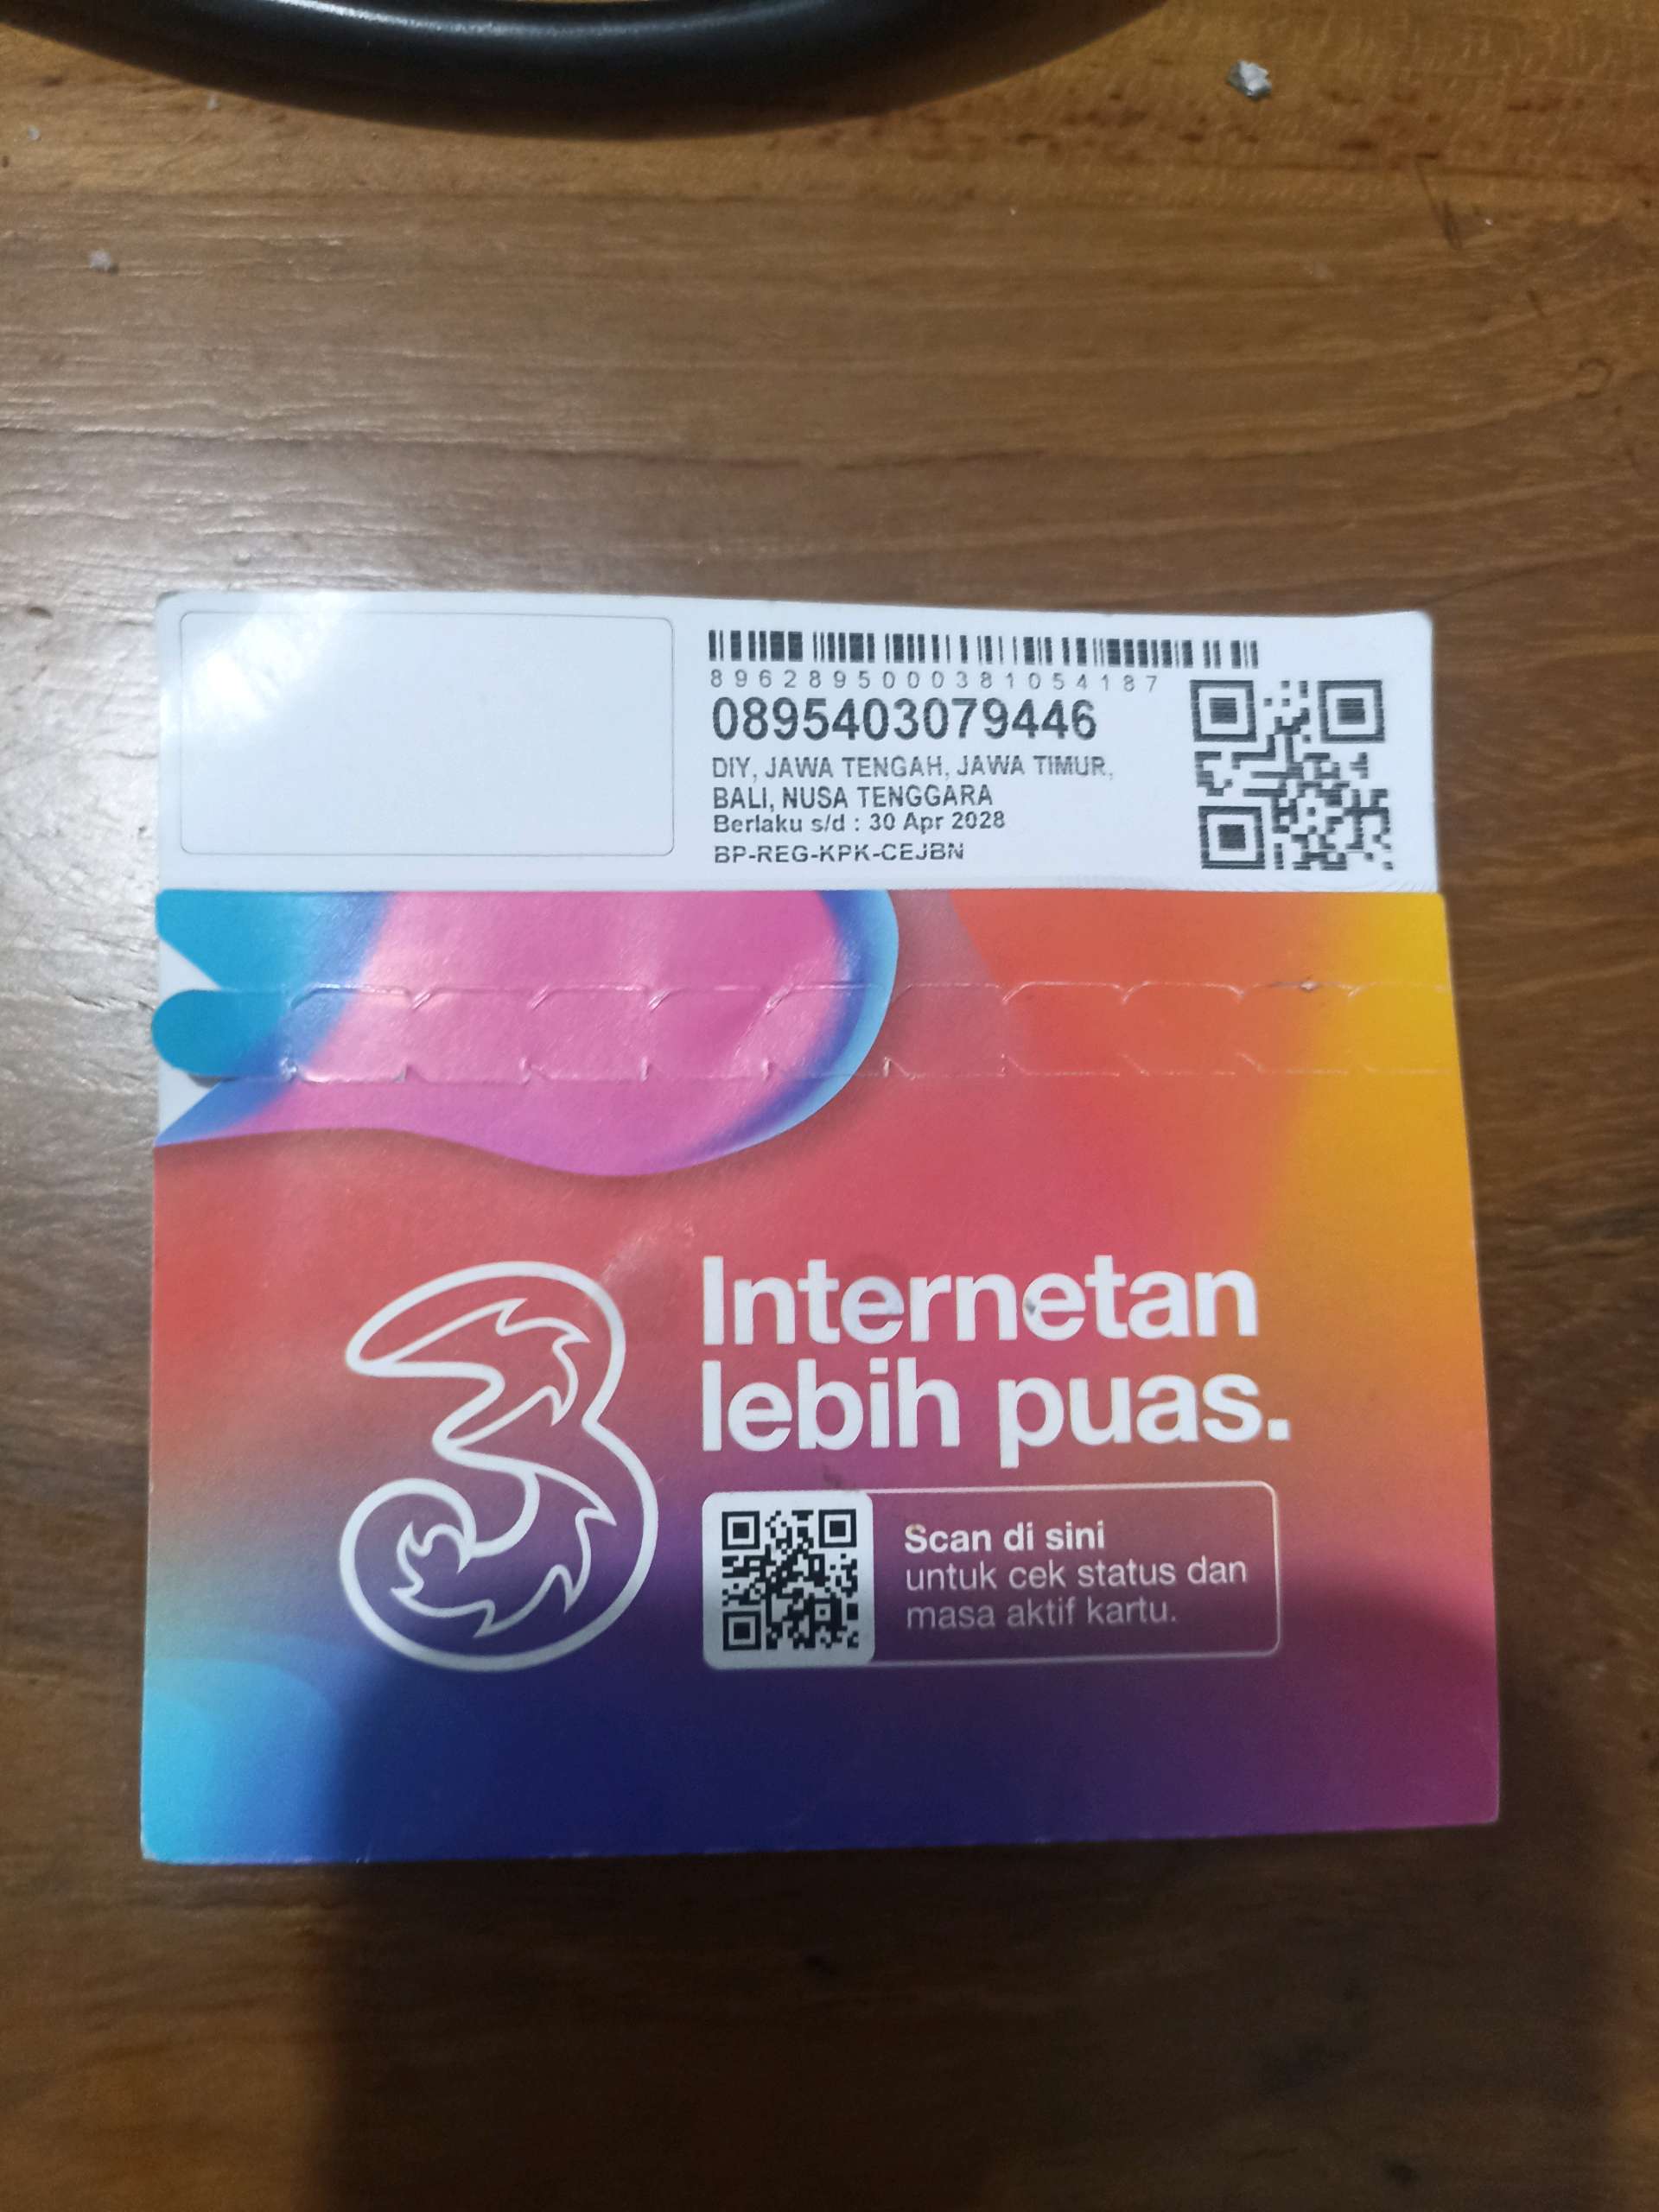 8962895000381054187
0895403079446
DIY, JAWA TENGAH, JAWA TIMUR,
BALI, NUSA TENGGARA
Berlaku s/d : 30 Apr 2028
BP-REG-KPK-CEJBN
3
Internetan
lebih puas.
Scan di sini
untuk cek status dan
masa aktif kartu.